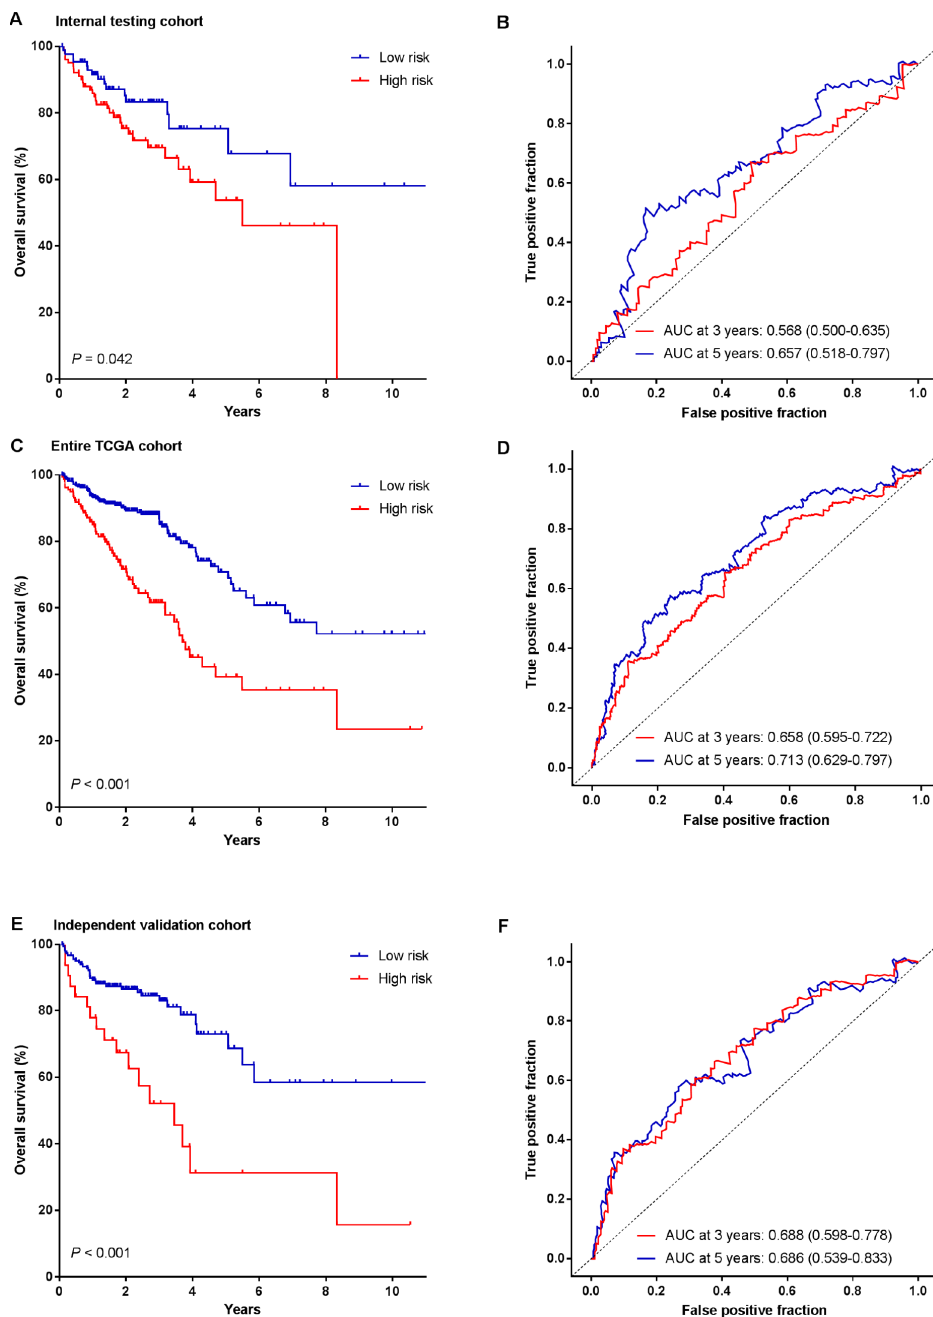 A Internal testing cohort
Low risk
High risk
Overall survival (%)
100
80
60
40
20
0
P = 0.042
0 2 4 6 8 10
Years
B
True positive fraction
1.0
0.8
0.6
0.4
0.2
0.0
AUC at 3 years: 0.568 (0.500-0.635)
AUC at 5 years: 0.657 (0.518-0.797)
0.0 0.2 0.4 0.6 0.8 1.0
False positive fraction
C Entire TCGA cohort
Low risk
High risk
Overall survival (%)
100
80
60
40
20
0
P < 0.001
0 2 4 6 8 10
Years
D
True positive fraction
1.0
0.8
0.6
0.4
0.2
0.0
AUC at 3 years: 0.658 (0.595-0.722)
AUC at 5 years: 0.713 (0.629-0.797)
0.0 0.2 0.4 0.6 0.8 1.0
False positive fraction
E Independent validation cohort
Low risk
High risk
Overall survival (%)
100
80
60
40
20
0
P < 0.001
0 2 4 6 8 10
Years
F
True positive fraction
1.0
0.8
0.6
0.4
0.2
0.0
AUC at 3 years: 0.688 (0.598-0.778)
AUC at 5 years: 0.686 (0.539-0.833)
0.0 0.2 0.4 0.6 0.8 1.0
False positive fraction